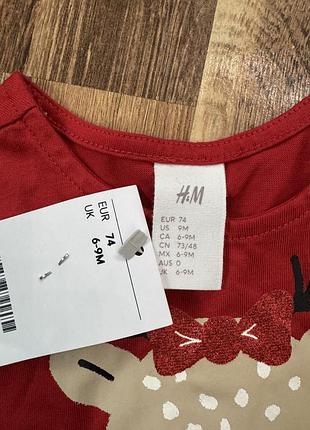 H&M
EUR 74
US 9M
CA 6-9M
CN 73/48
MX 6-9M
AUS 0
UK 6-9M
EUR 74
UK 6-9M